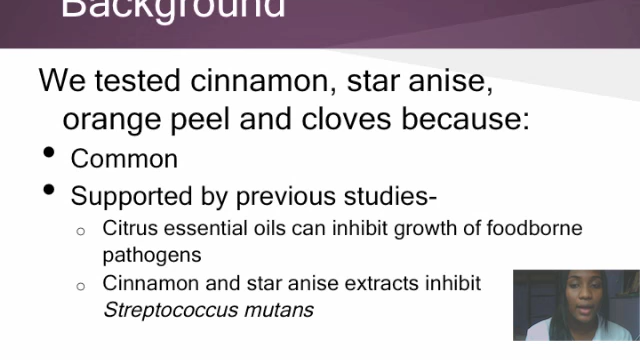 Background
We tested cinnamon, star anise,
orange peel and cloves because:
• Common
• Supported by previous studies-
o Citrus essential oils can inhibit growth of foodborne
pathogens
o Cinnamon and star anise extracts inhibit
Streptococcus mutans